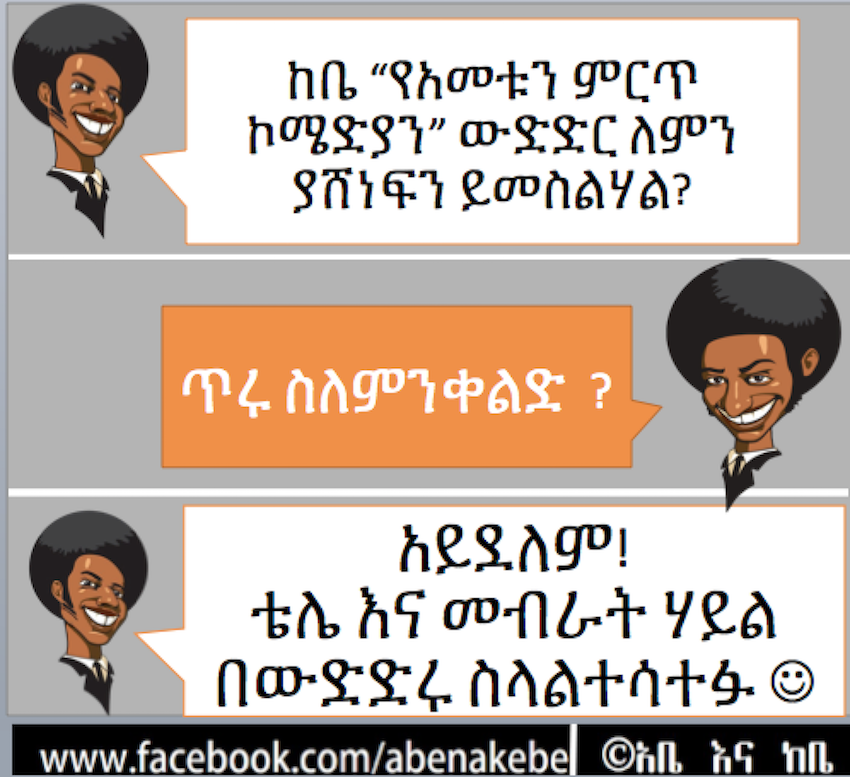 ከቤ “የአመቱን ምርጥ
ኮሜድያን” ውድድር ለምን
ያሸነፍን ይመስልሃል?
ጥሩ ስለምንቀልድ ?
አይደለም!
ቴሌ እና መብራት ሃይል
በውድድሩ ስላልተሳተፉ ☺
www.facebook.com/abenakebe ©አቤ እና ከቤ